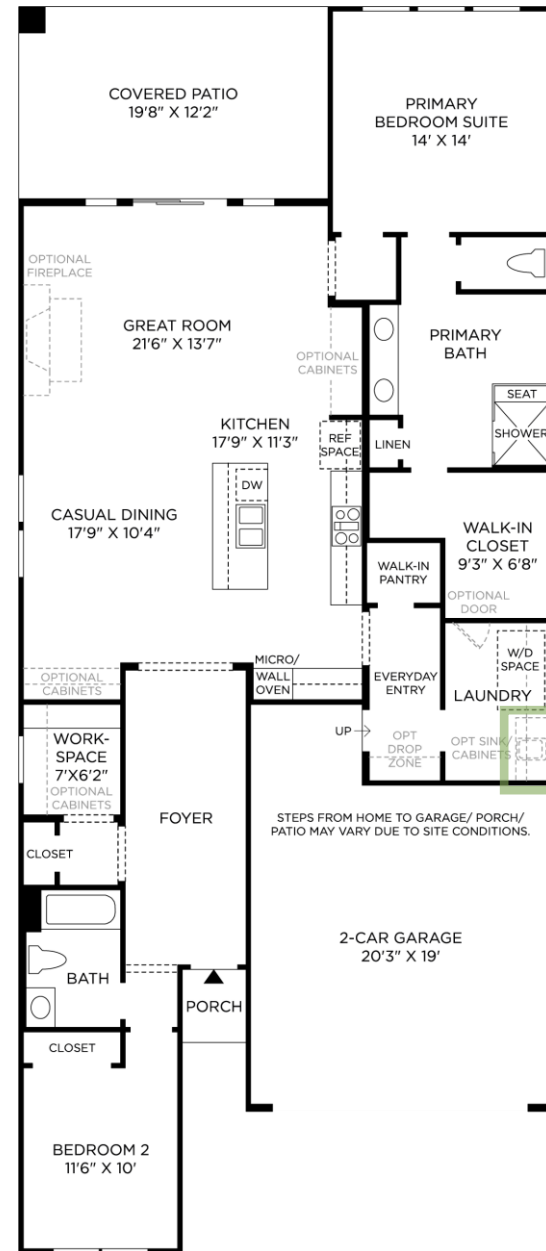 COVERED PATIO
19'8" X 12'2"
PRIMARY
BEDROOM SUITE
14' X 14'
OPTIONAL
FIREPLACE
GREAT ROOM
21'6" X 13'7"
OPTIONAL
CABINETS
PRIMARY
BATH
SEAT
SHOWER
KITCHEN
17'9" X 11'3"
REF
SPACE
LINEN
DW
CASUAL DINING
17'9" X 10'4"
WALK-IN
CLOSET
9'3" X 6'8"
WALK-IN
PANTRY
OPTIONAL
DOOR
W/D
SPACE
MICRO/
WALL
OVEN
EVERYDAY
ENTRY
LAUNDRY
OPTIONAL
CABINETS
UP
OPT
DROP
ZONE
OPT SINK/
CABINETS
WORK-
SPACE
7'X6'2"
OPTIONAL
CABINETS
FOYER
STEPS FROM HOME TO GARAGE/ PORCH/
PATIO MAY VARY DUE TO SITE CONDITIONS.
CLOSET
2-CAR GARAGE
20'3" X 19'
BATH
PORCH
CLOSET
BEDROOM 2
11'6" X 10'